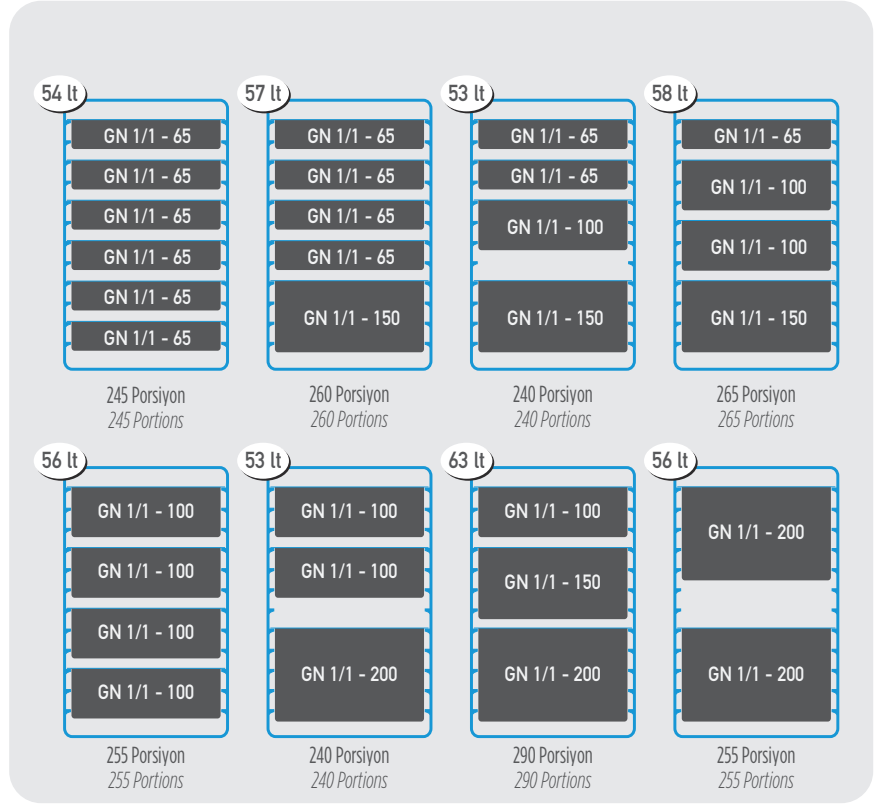 54 lt
GN 1/1 - 65
GN 1/1 - 65
GN 1/1 - 65
GN 1/1 - 65
GN 1/1 - 65
GN 1/1 - 65
245 Porsiyon
245 Portions
57 lt
GN 1/1 - 65
GN 1/1 - 65
GN 1/1 - 65
GN 1/1 - 65
GN 1/1 - 150
260 Porsiyon
260 Portions
53 lt
GN 1/1 - 65
GN 1/1 - 65
GN 1/1 - 100
GN 1/1 - 150
240 Porsiyon
240 Portions
58 lt
GN 1/1 - 65
GN 1/1 - 100
GN 1/1 - 100
GN 1/1 - 150
265 Porsiyon
265 Portions
56 lt
GN 1/1 - 100
GN 1/1 - 100
GN 1/1 - 100
GN 1/1 - 100
255 Porsiyon
255 Portions
53 lt
GN 1/1 - 100
GN 1/1 - 100
GN 1/1 - 200
240 Porsiyon
240 Portions
63 lt
GN 1/1 - 100
GN 1/1 - 150
GN 1/1 - 200
290 Porsiyon
290 Portions
56 lt
GN 1/1 - 200
GN 1/1 - 200
255 Porsiyon
255 Portions